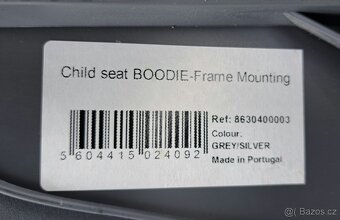 Child seat BOODIE-Frame Mounting
Ref: 8630400003
Colour.
GREY/SILVER
Made in Portugal
5 604415 024092
© Bazos.cz